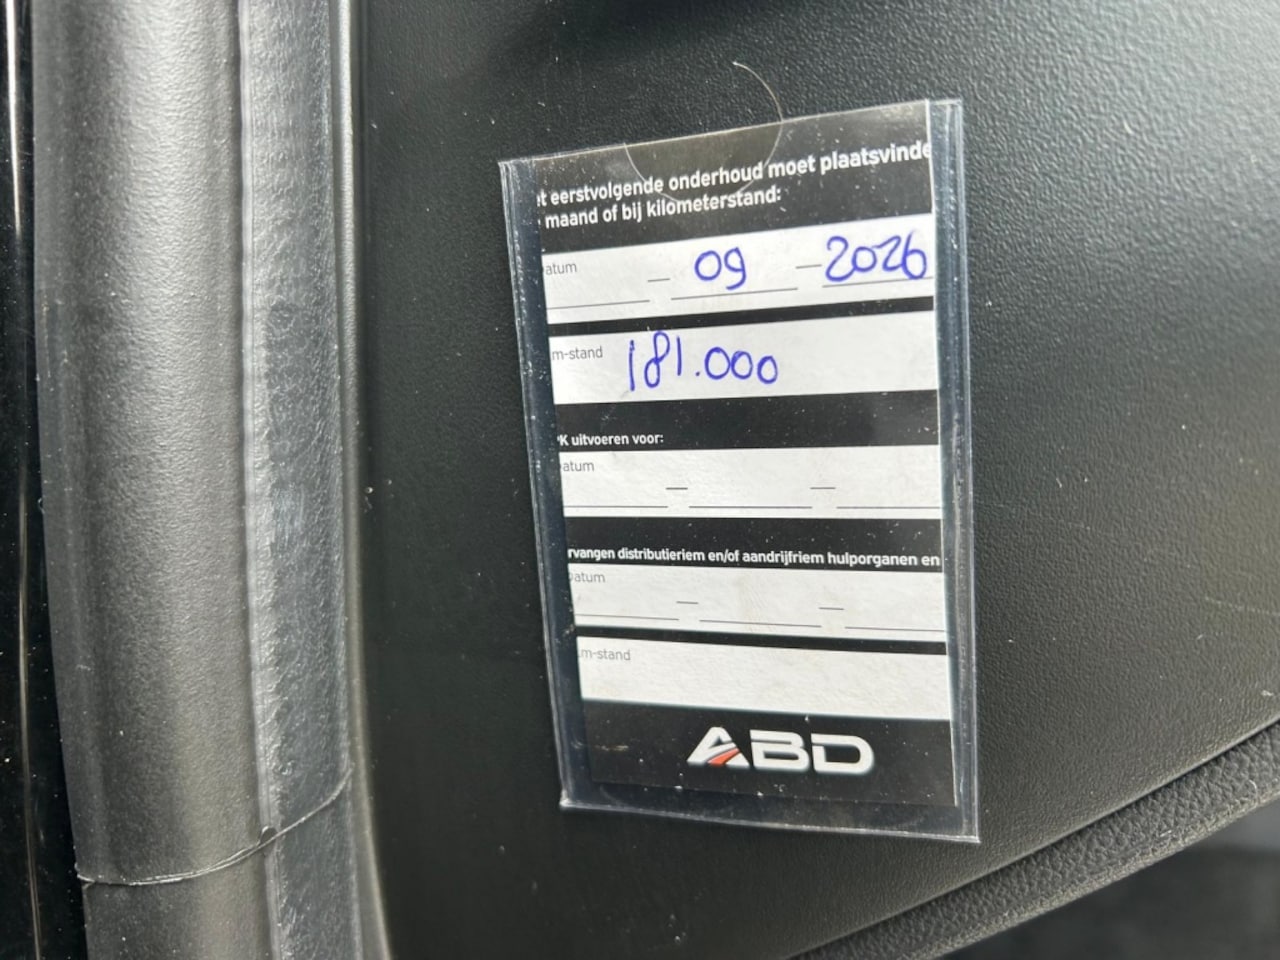 t eerstvolgende onderhoud moet plaatsvinde
maand of bij kilometerstand:
atum — 09 — 2026
m-stand 181.000
K uitvoeren voor:
atum — —
rvangen distributieriem en/of aandrijfriem hulporganen en
atum — —
m-stand
ABD